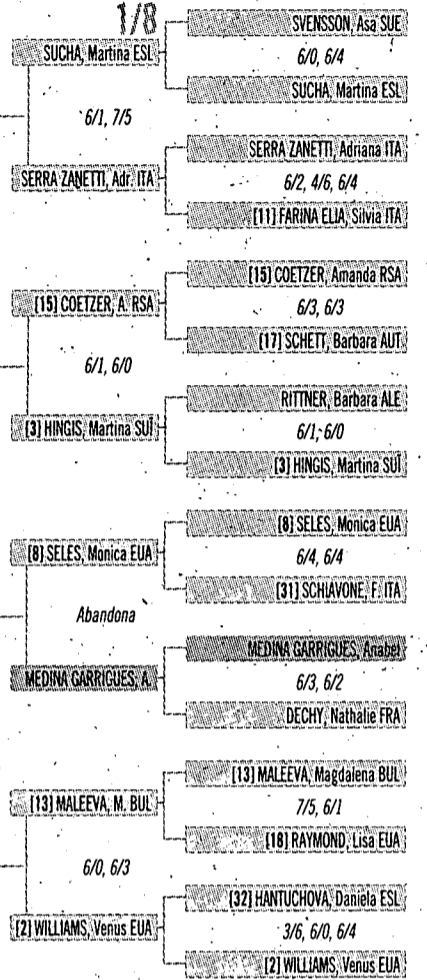 1/8
SVENSSON, Asa SUE
SUCHA, Martina ESL
6/0, 6/4
SUCHA, Martina ESL
6/1, 7/5
SERRA ZANETTI, Adriana ITA
SERRA ZANETTI, Adr. ITA
6/2, 4/6, 6/4
[11] FARINA ELIA, Silvia ITA
[15] COETZER, Amanda RSA
[15] COETZER, A. RSA
6/3, 6/3
[17] SCHETT, Barbara AUT
6/1, 6/0
RITTNER, Barbara ALE
[3] HINGIS, Martina SUÏ
6/1, 6/0
[3] HINGIS, Martina SUÏ
[8] SELES, Monica EUA
[8] SELES, Monica EUA
6/4, 6/4
[31] SCHIAVONE, F. ITA
Abandona
MEDINA GARRIGUES, Anabel
MEDINA GARRIGUES, A.
6/3, 6/2
DECHY, Nathalie FRA
[13] MALEEVA, Magdalena BUL
[13] MALEEVA, M. BUL
7/5, 6/1
[18] RAYMOND, Lisa EUA
6/0, 6/3
[32] HANTUCHOVA, Daniela ESL
[2] WILLIAMS, Venus EUA
3/6, 6/0, 6/4
[2] WILLIAMS, Venus EUA